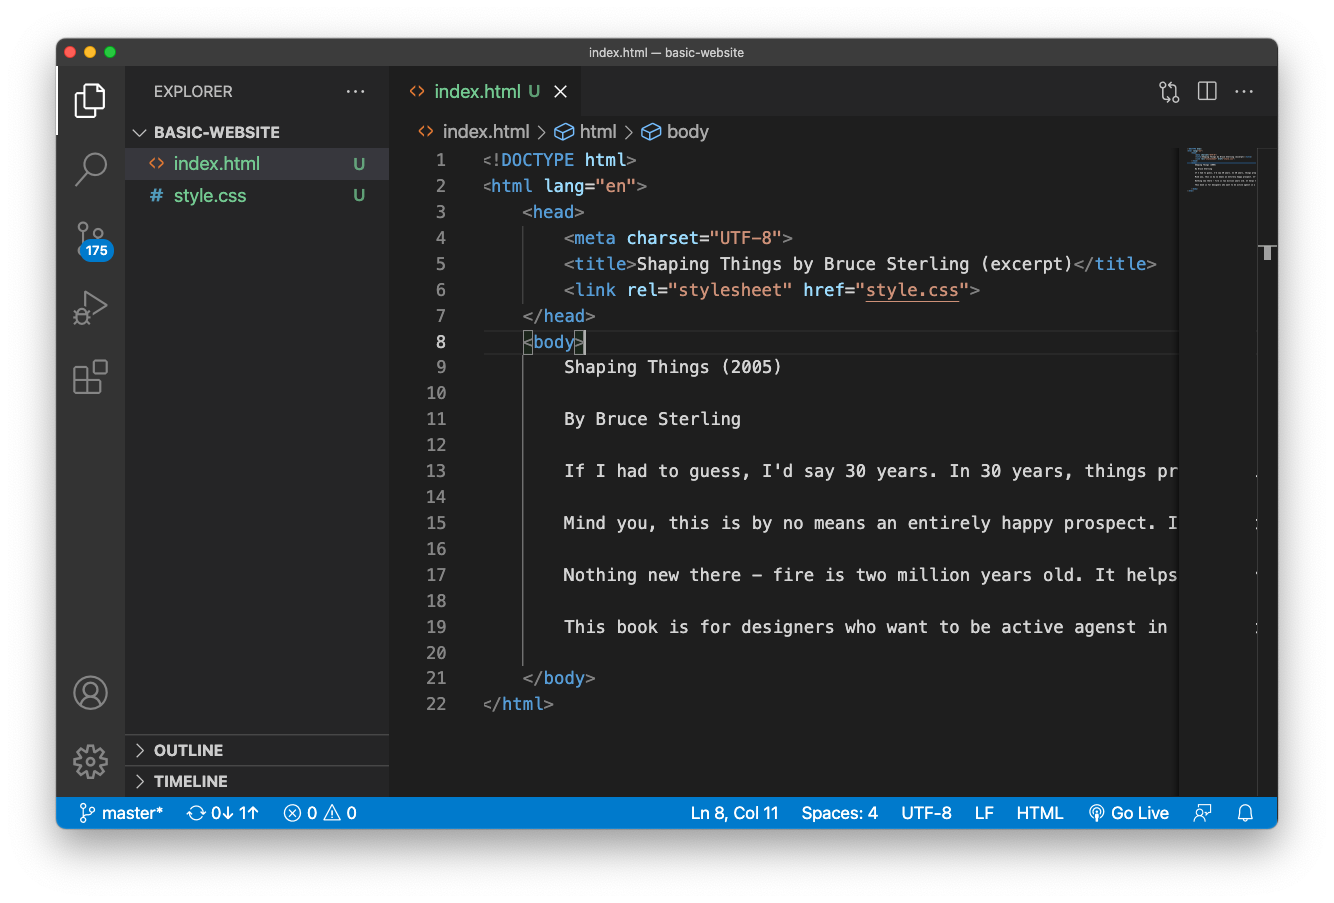 index.html — basic-website
EXPLORER
BASIC-WEBSITE
index.html U
# style.css U
175
OUTLINE
TIMELINE
index.html U
index.html > html > body
1 <!DOCTYPE html>
2 <html lang="en">
3 <head>
4 <meta charset="UTF-8">
5 <title>Shaping Things by Bruce Sterling (excerpt)</title>
6 <link rel="stylesheet" href="style.css">
7 </head>
8 <body>
9 Shaping Things (2005)
10
11 By Bruce Sterling
12
13 If I had to guess, I'd say 30 years. In 30 years, things pr
14
15 Mind you, this is by no means an entirely happy prospect. I
16
17 Nothing new there – fire is two million years old. It helps
18
19 This book is for designers who want to be active agenst in
20
21 </body>
22 </html>
master* 0↓ 1↑ 0 0 Ln 8, Col 11 Spaces: 4 UTF-8 LF HTML Go Live